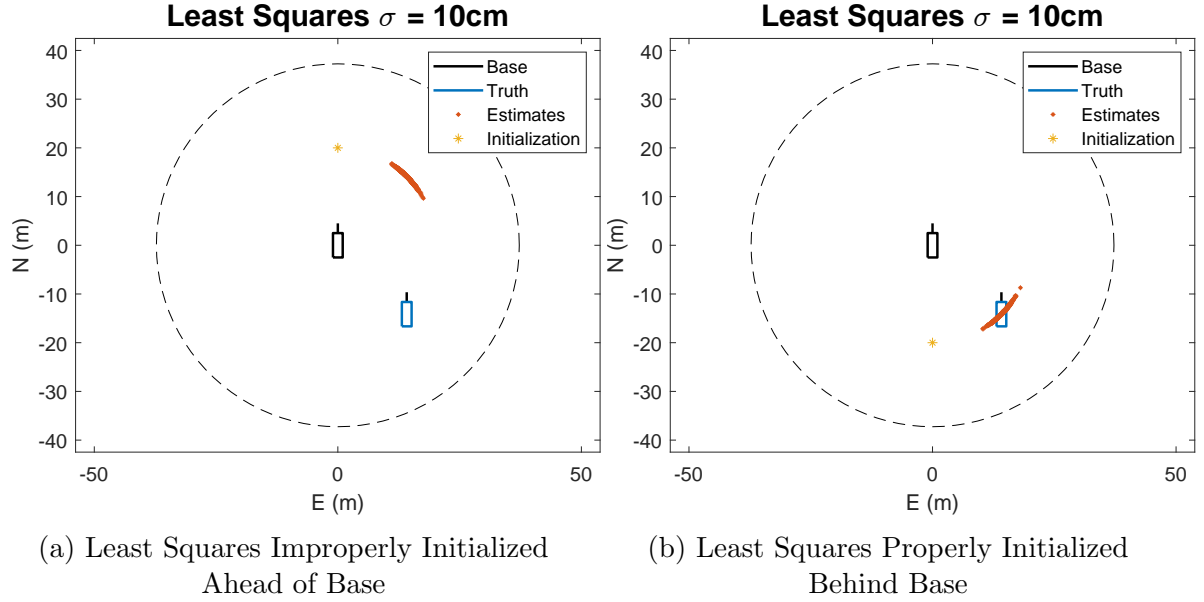 Least Squares σ = 10cm
Base
Truth
Estimates
Initialization
40
30
20
10
0
-10
-20
-30
-40
N (m)
-50
0
50
E (m)
(a) Least Squares Improperly Initialized
Ahead of Base
Least Squares σ = 10cm
Base
Truth
Estimates
Initialization
40
30
20
10
0
-10
-20
-30
-40
N (m)
-50
0
50
E (m)
(b) Least Squares Properly Initialized
Behind Base